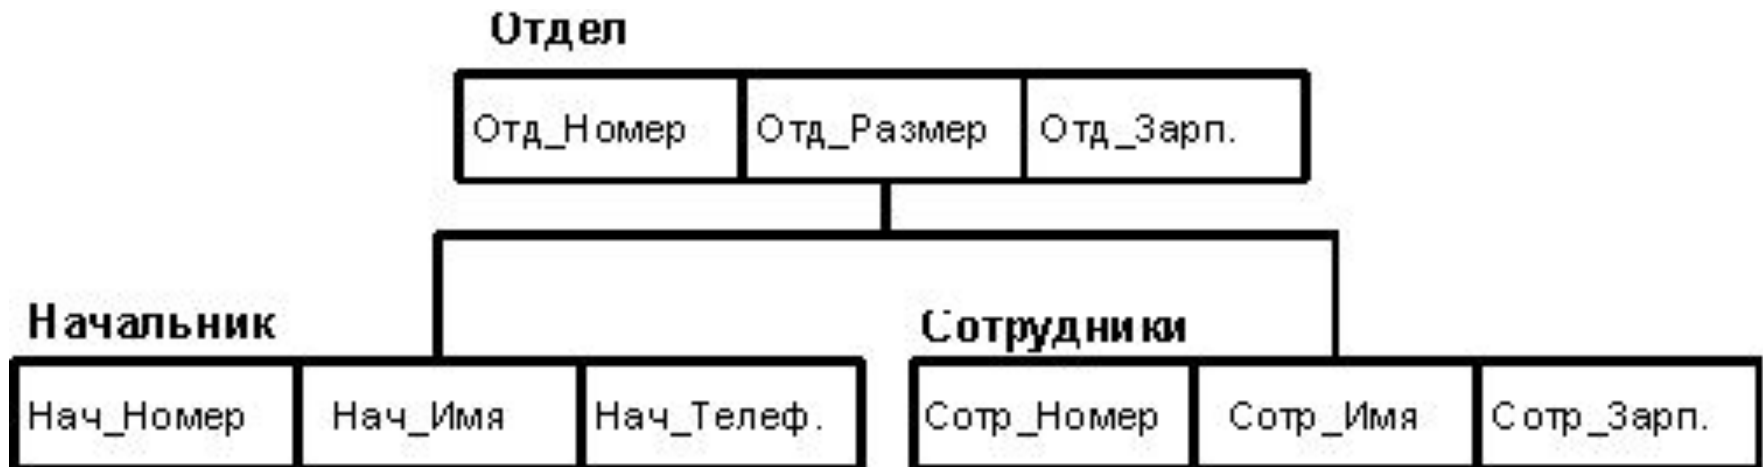 Отдел
Отд_Номер Отд_Размер Отд_Зарп.
Начальник Сотрудники
Нач_Номер Нач_Имя Нач_Телеф. Сотр_Номер Сотр_Имя Сотр_Зарп.